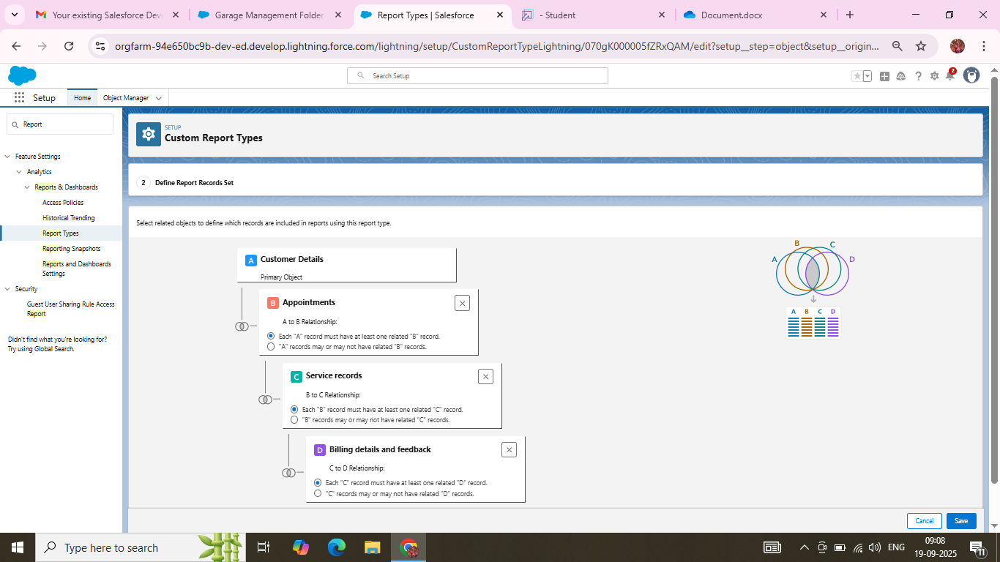 Your existing Salesforce Dev
Garage Management Folder
Report Types | Salesforce
- Student
Document.docx
orgfarm-94e650bc9b-dev-ed.develop.lightning.force.com/lightning/setup/CustomReportTypeLightning/070gK000005fZRxQAM/edit?setup__step=object&setup__origin...
Search Setup
2
Setup
Home
Object Manager
Report
Feature Settings
Analytics
Reports & Dashboards
Access Policies
Historical Trending
Report Types
Reporting Snapshots
Reports and Dashboards
Settings
Security
Guest User Sharing Rule Access
Report
Didn't find what you're looking for?
Try using Global Search.
SETUP
Custom Report Types
2 Define Report Records Set
Select related objects to define which records are included in reports using this report type.
A Customer Details
Primary Object
B Appointments
A to B Relationship:
Each "A" record must have at least one related "B" record.
"A" records may or may not have related "B" records.
C Service records
B to C Relationship:
Each "B" record must have at least one related "C" record.
"B" records may or may not have related "C" records.
D Billing details and feedback
C to D Relationship:
Each "C" record must have at least one related "D" record.
"C" records may or may not have related "D" records.
B C
A D
A B C D
Cancel Save
Type here to search
ENG
09:08
19-09-2025
11